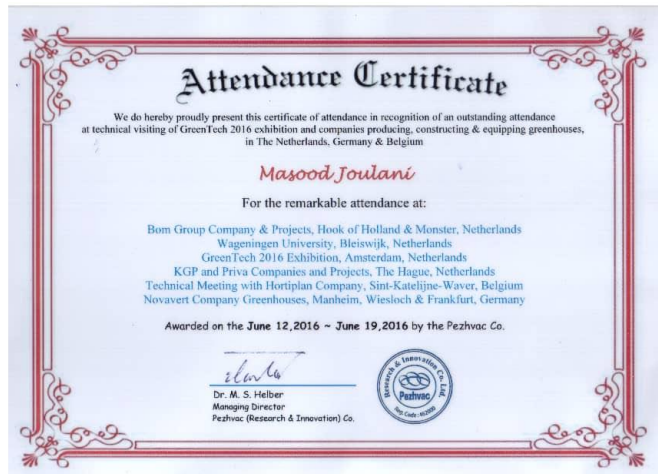 Attendance Certificate
We do hereby proudly present this certificate of attendance in recognition of an outstanding attendance
at technical visiting of GreenTech 2016 exhibition and companies producing, constructing & equipping greenhouses,
in The Netherlands, Germany & Belgium
Masood Joulani
For the remarkable attendance at:
Bom Group Company & Projects, Hook of Holland & Monster, Netherlands
Wageningen University, Bleiswijk, Netherlands
GreenTech 2016 Exhibition, Amsterdam, Netherlands
KGP and Priva Companies and Projects, The Hague, Netherlands
Technical Meeting with Hortiplan Company, Sint-Katelijne-Waver, Belgium
Novavert Company Greenhouses, Manheim, Wiesloch & Frankfurt, Germany
Awarded on the June 12,2016 ~ June 19,2016 by the Pezhvac Co.
Dr. M. S. Helber
Managing Director
Pezhvac (Research & Innovation) Co.
Research & Innovation Co. Ltd.
Pezhvac
Reg. Code :